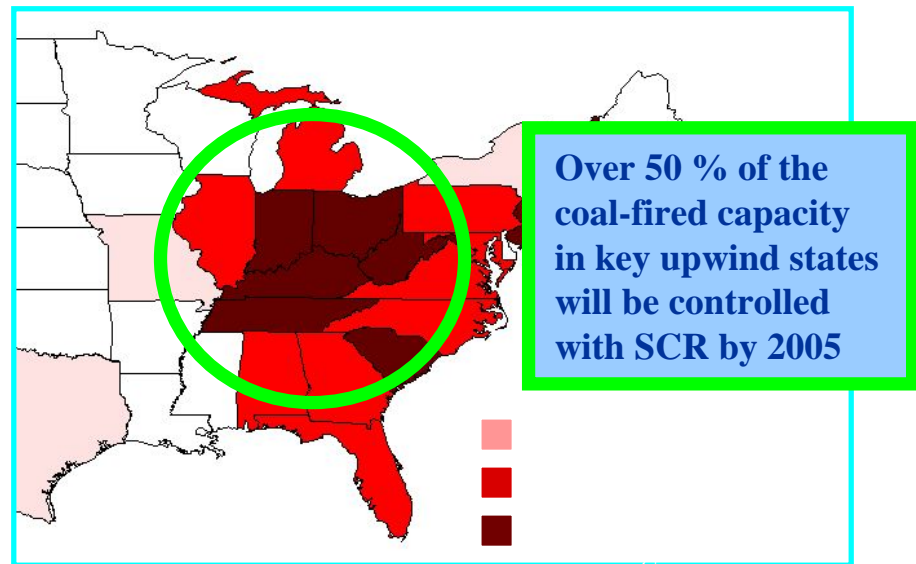 Over 50 % of the
coal-fired capacity
in key upwind states
will be controlled
with SCR by 2005